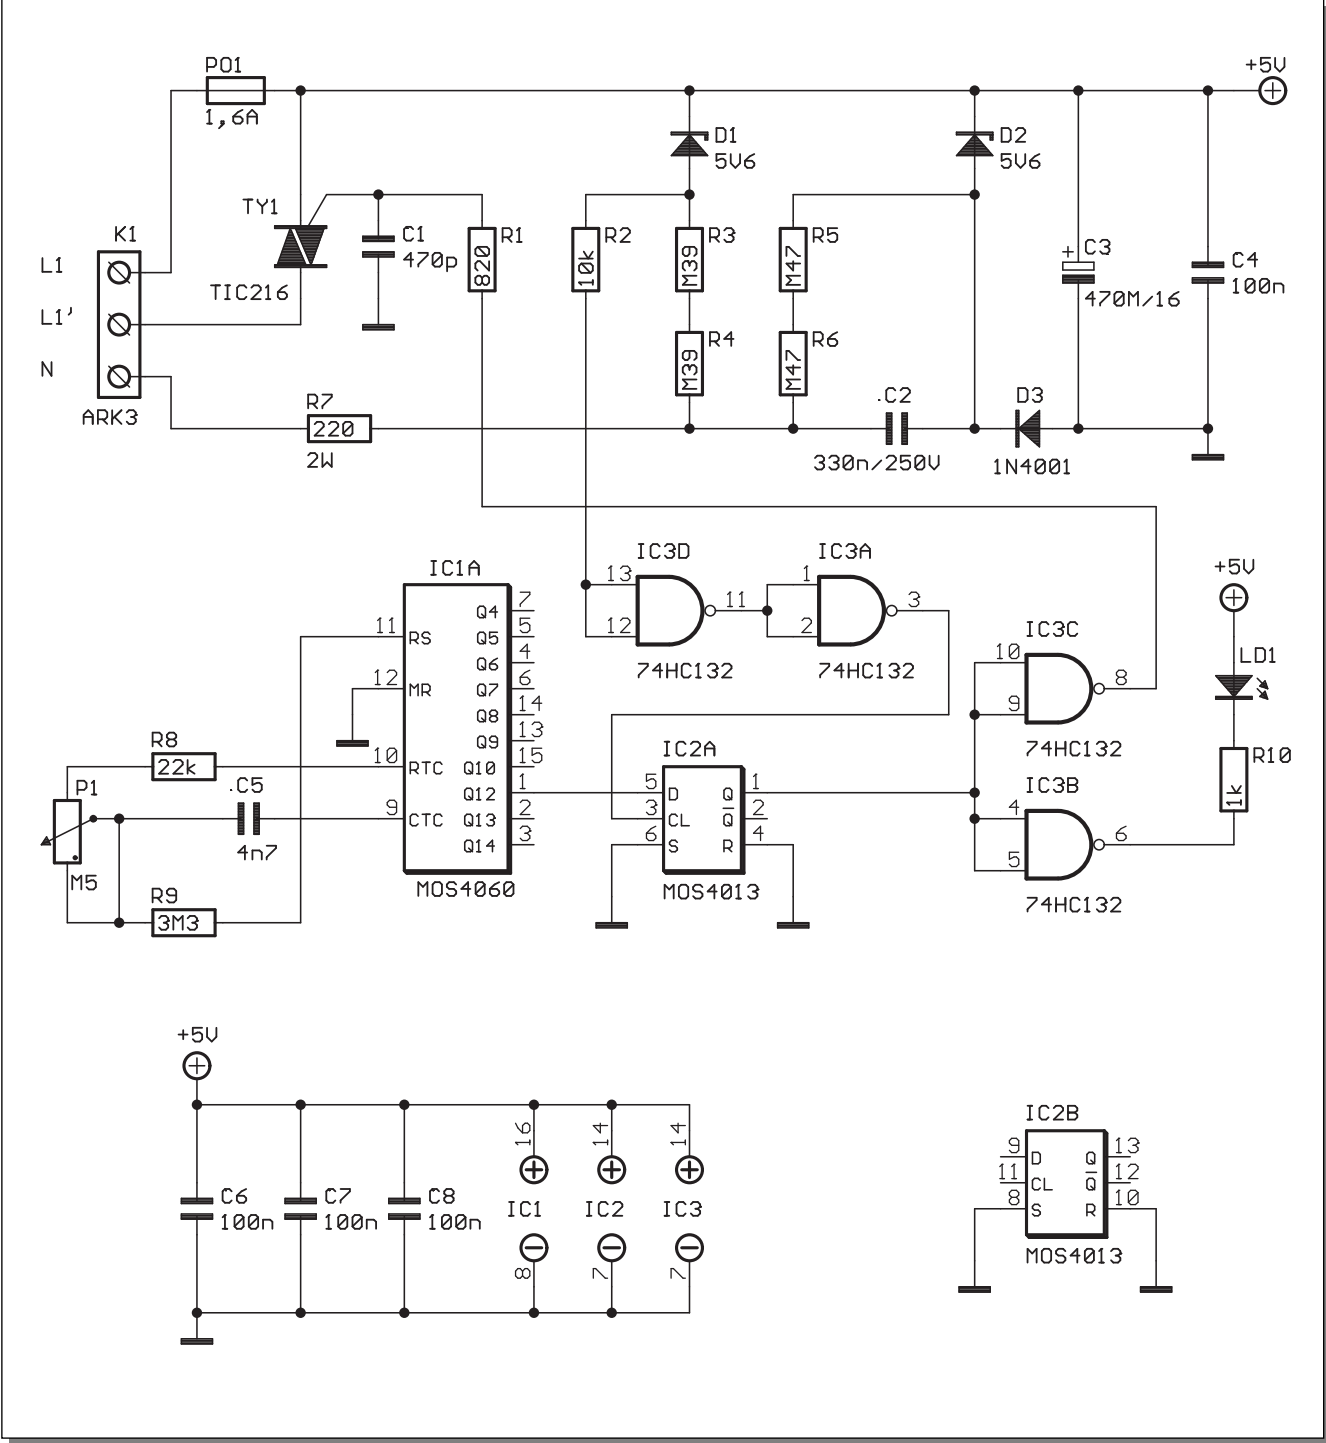 PO1
1,6A
+5V
D1
5V6
D2
5V6
TY1
TIC216
K1
L1
L1'
N
ARK3
C1
470p
R1
820
R2
10k
R3
M39
R4
M39
R5
M47
R6
M47
C3
+
470M/16
C4
100n
R7
220
2W
.C2
330n/250V
D3
1N4001
IC1A
11 RS
12 MR
10 RTC
9 CTC
Q4 7
Q5 5
Q6 4
Q7 6
Q8 14
Q9 13
Q10 15
Q12 1
Q13 2
Q14 3
MOS4060
R8
22k
P1
M5
.C5
4n7
R9
3M3
IC3D
13
12
11
74HC132
IC3A
1
2
3
74HC132
IC2A
5 D Q 1
3 CL Q̅ 2
6 S R 4
MOS4013
IC3C
10
9
8
74HC132
IC3B
4
5
6
74HC132
+5V
LD1
R10
1k
+5V
C6
100n
C7
100n
C8
100n
16
IC1
8
14
IC2
7
14
IC3
7
IC2B
9 D Q 13
11 CL Q̅ 12
8 S R 10
MOS4013